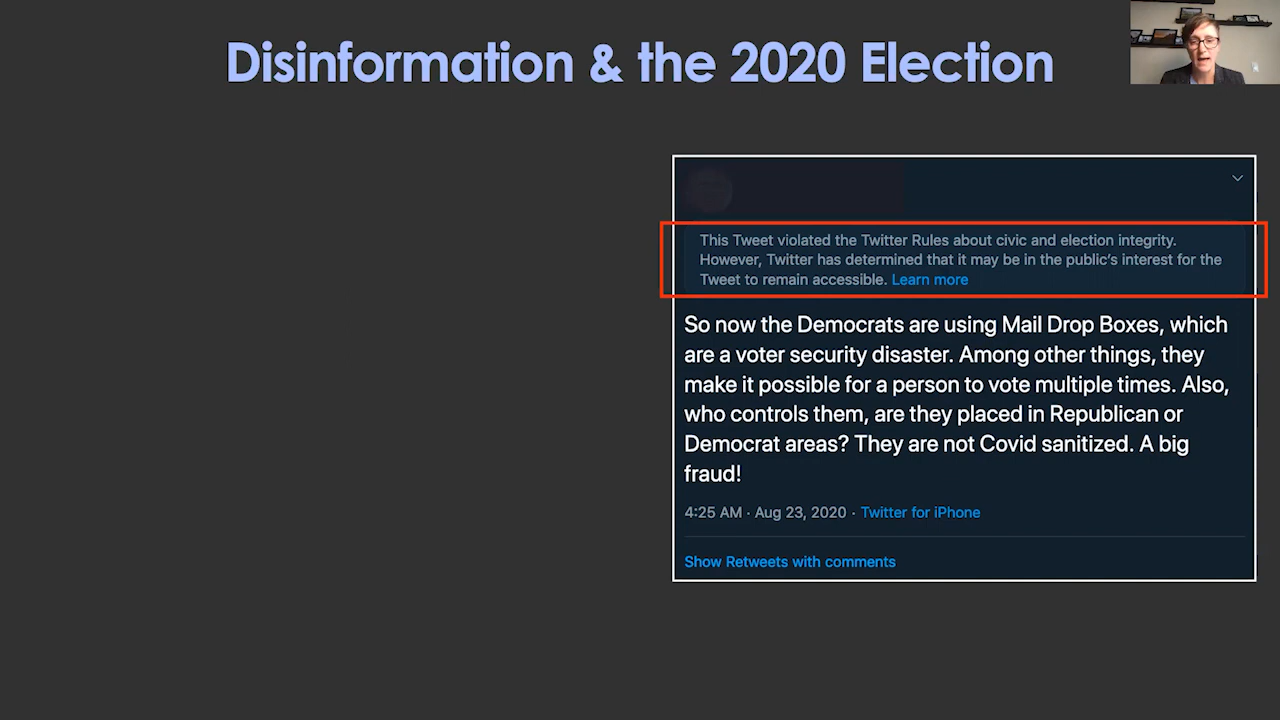 Disinformation & the 2020 Election
This Tweet violated the Twitter Rules about civic and election integrity.
However, Twitter has determined that it may be in the public’s interest for the
Tweet to remain accessible. Learn more
So now the Democrats are using Mail Drop Boxes, which
are a voter security disaster. Among other things, they
make it possible for a person to vote multiple times. Also,
who controls them, are they placed in Republican or
Democrat areas? They are not Covid sanitized. A big
fraud!
4:25 AM · Aug 23, 2020 · Twitter for iPhone
Show Retweets with comments